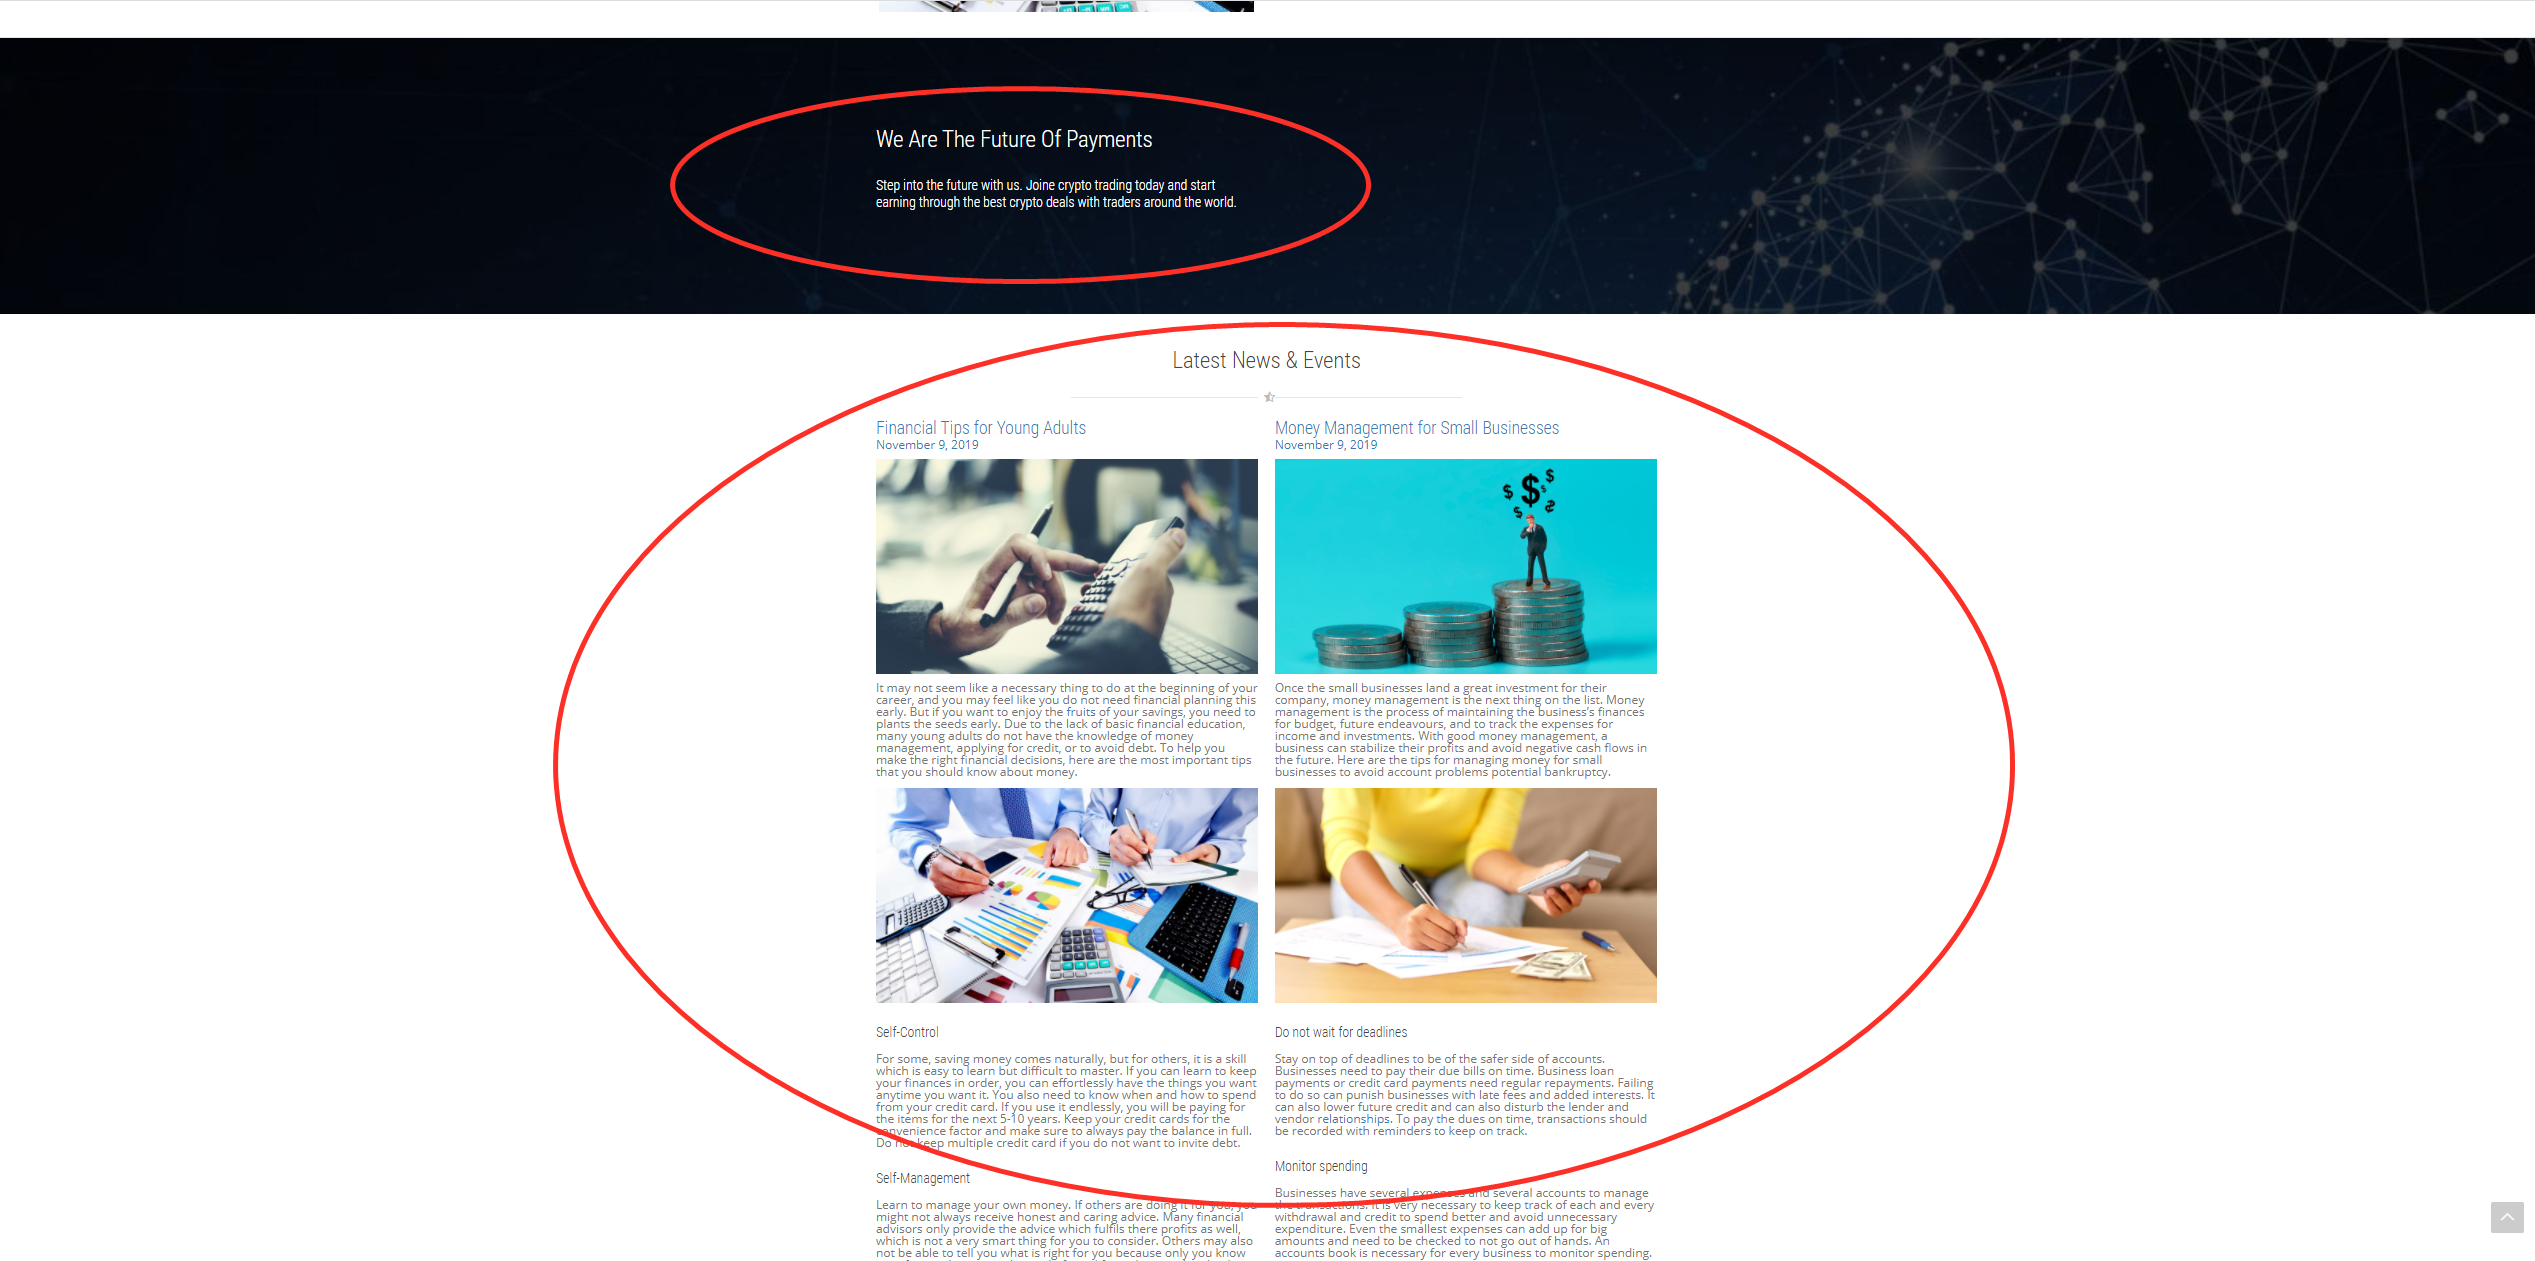 We Are The Future Of Payments
Step into the future with us. Joine crypto trading today and start
earning through the best crypto deals with traders around the world.
Latest News & Events
Financial Tips for Young Adults
November 9, 2019
It may not seem like a necessary thing to do at the beginning of your
career, and you may feel like you do not need financial planning this
early. But if you want to enjoy the fruits of your savings, you need to
plants the seeds early. Due to the lack of basic financial education,
many young adults do not have the knowledge of money
management, applying for credit, or to avoid debt. To help you
make the right financial decisions, here are the most important tips
that you should know about money.
Self-Control
For some, saving money comes naturally, but for others, it is a skill
which is easy to learn but difficult to master. If you can learn to keep
your finances in order, you can effortlessly have the things you want
anytime you want it. You also need to know when and how to spend
from your credit card. If you use it endlessly, you will be paying for
the items for the next 5-10 years. Keep your credit cards for the
convenience factor and make sure to always pay the balance in full.
Do not keep multiple credit card if you do not want to invite debt.
Self-Management
Learn to manage your own money. If others are doing it for you, you
might not always receive honest and caring advice. Many financial
advisors only provide the advice which fulfils there profits as well,
which is not a very smart thing for you to consider. Others may also
not be able to tell you what is right for you because only you know
Money Management for Small Businesses
November 9, 2019
$ $ $ $ $ $
Once the small businesses land a great investment for their
company, money management is the next thing on the list. Money
management is the process of maintaining the business's finances
for budget, future endeavours, and to track the expenses for
income and investments. With good money management, a
business can stabilize their profits and avoid negative cash flows in
the future. Here are the tips for managing money for small
businesses to avoid account problems potential bankruptcy.
Do not wait for deadlines
Stay on top of deadlines to be of the safer side of accounts.
Businesses need to pay their due bills on time. Business loan
payments or credit card payments need regular repayments. Failing
to do so can punish businesses with late fees and added interests. It
can also lower future credit and can also disturb the lender and
vendor relationships. To pay the dues on time, transactions should
be recorded with reminders to keep on track.
Monitor spending
Businesses have several expenses and several accounts to manage
the transactions. It is very necessary to keep track of each and every
withdrawal and credit to spend better and avoid unnecessary
expenditure. Even the smallest expenses can add up for big
amounts and need to be checked to not go out of hands. An
accounts book is necessary for every business to monitor spending.